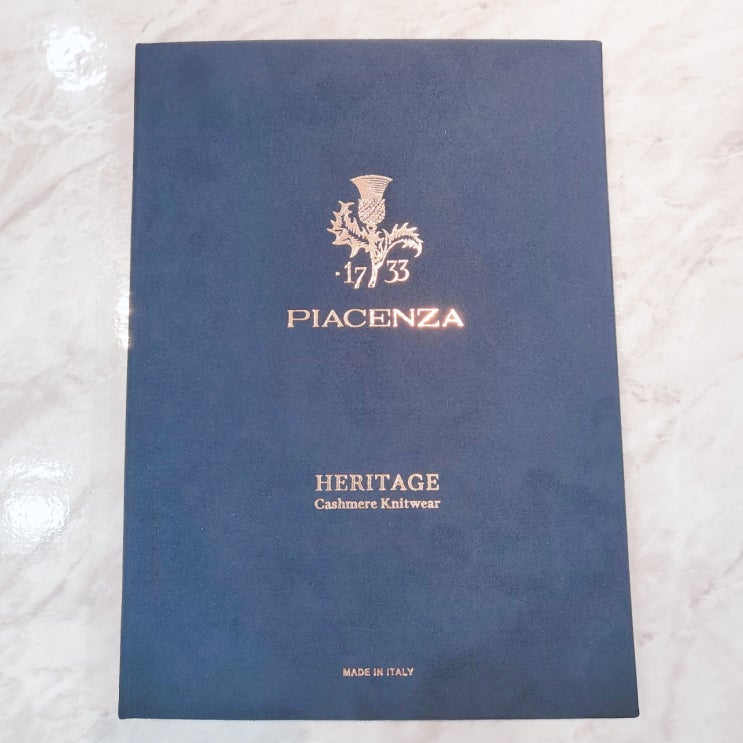 ·17 33
PIACENZA
HERITAGE
Cashmere Knitwear
MADE IN ITALY